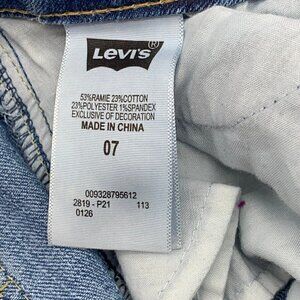 LEVI'S®
53%RAMIE 23%COTTON
23%POLYESTER 1%SPANDEX
EXCLUSIVE OF DECORATION
MADE IN CHINA
07
009328795612
2819 - P21 113
0126